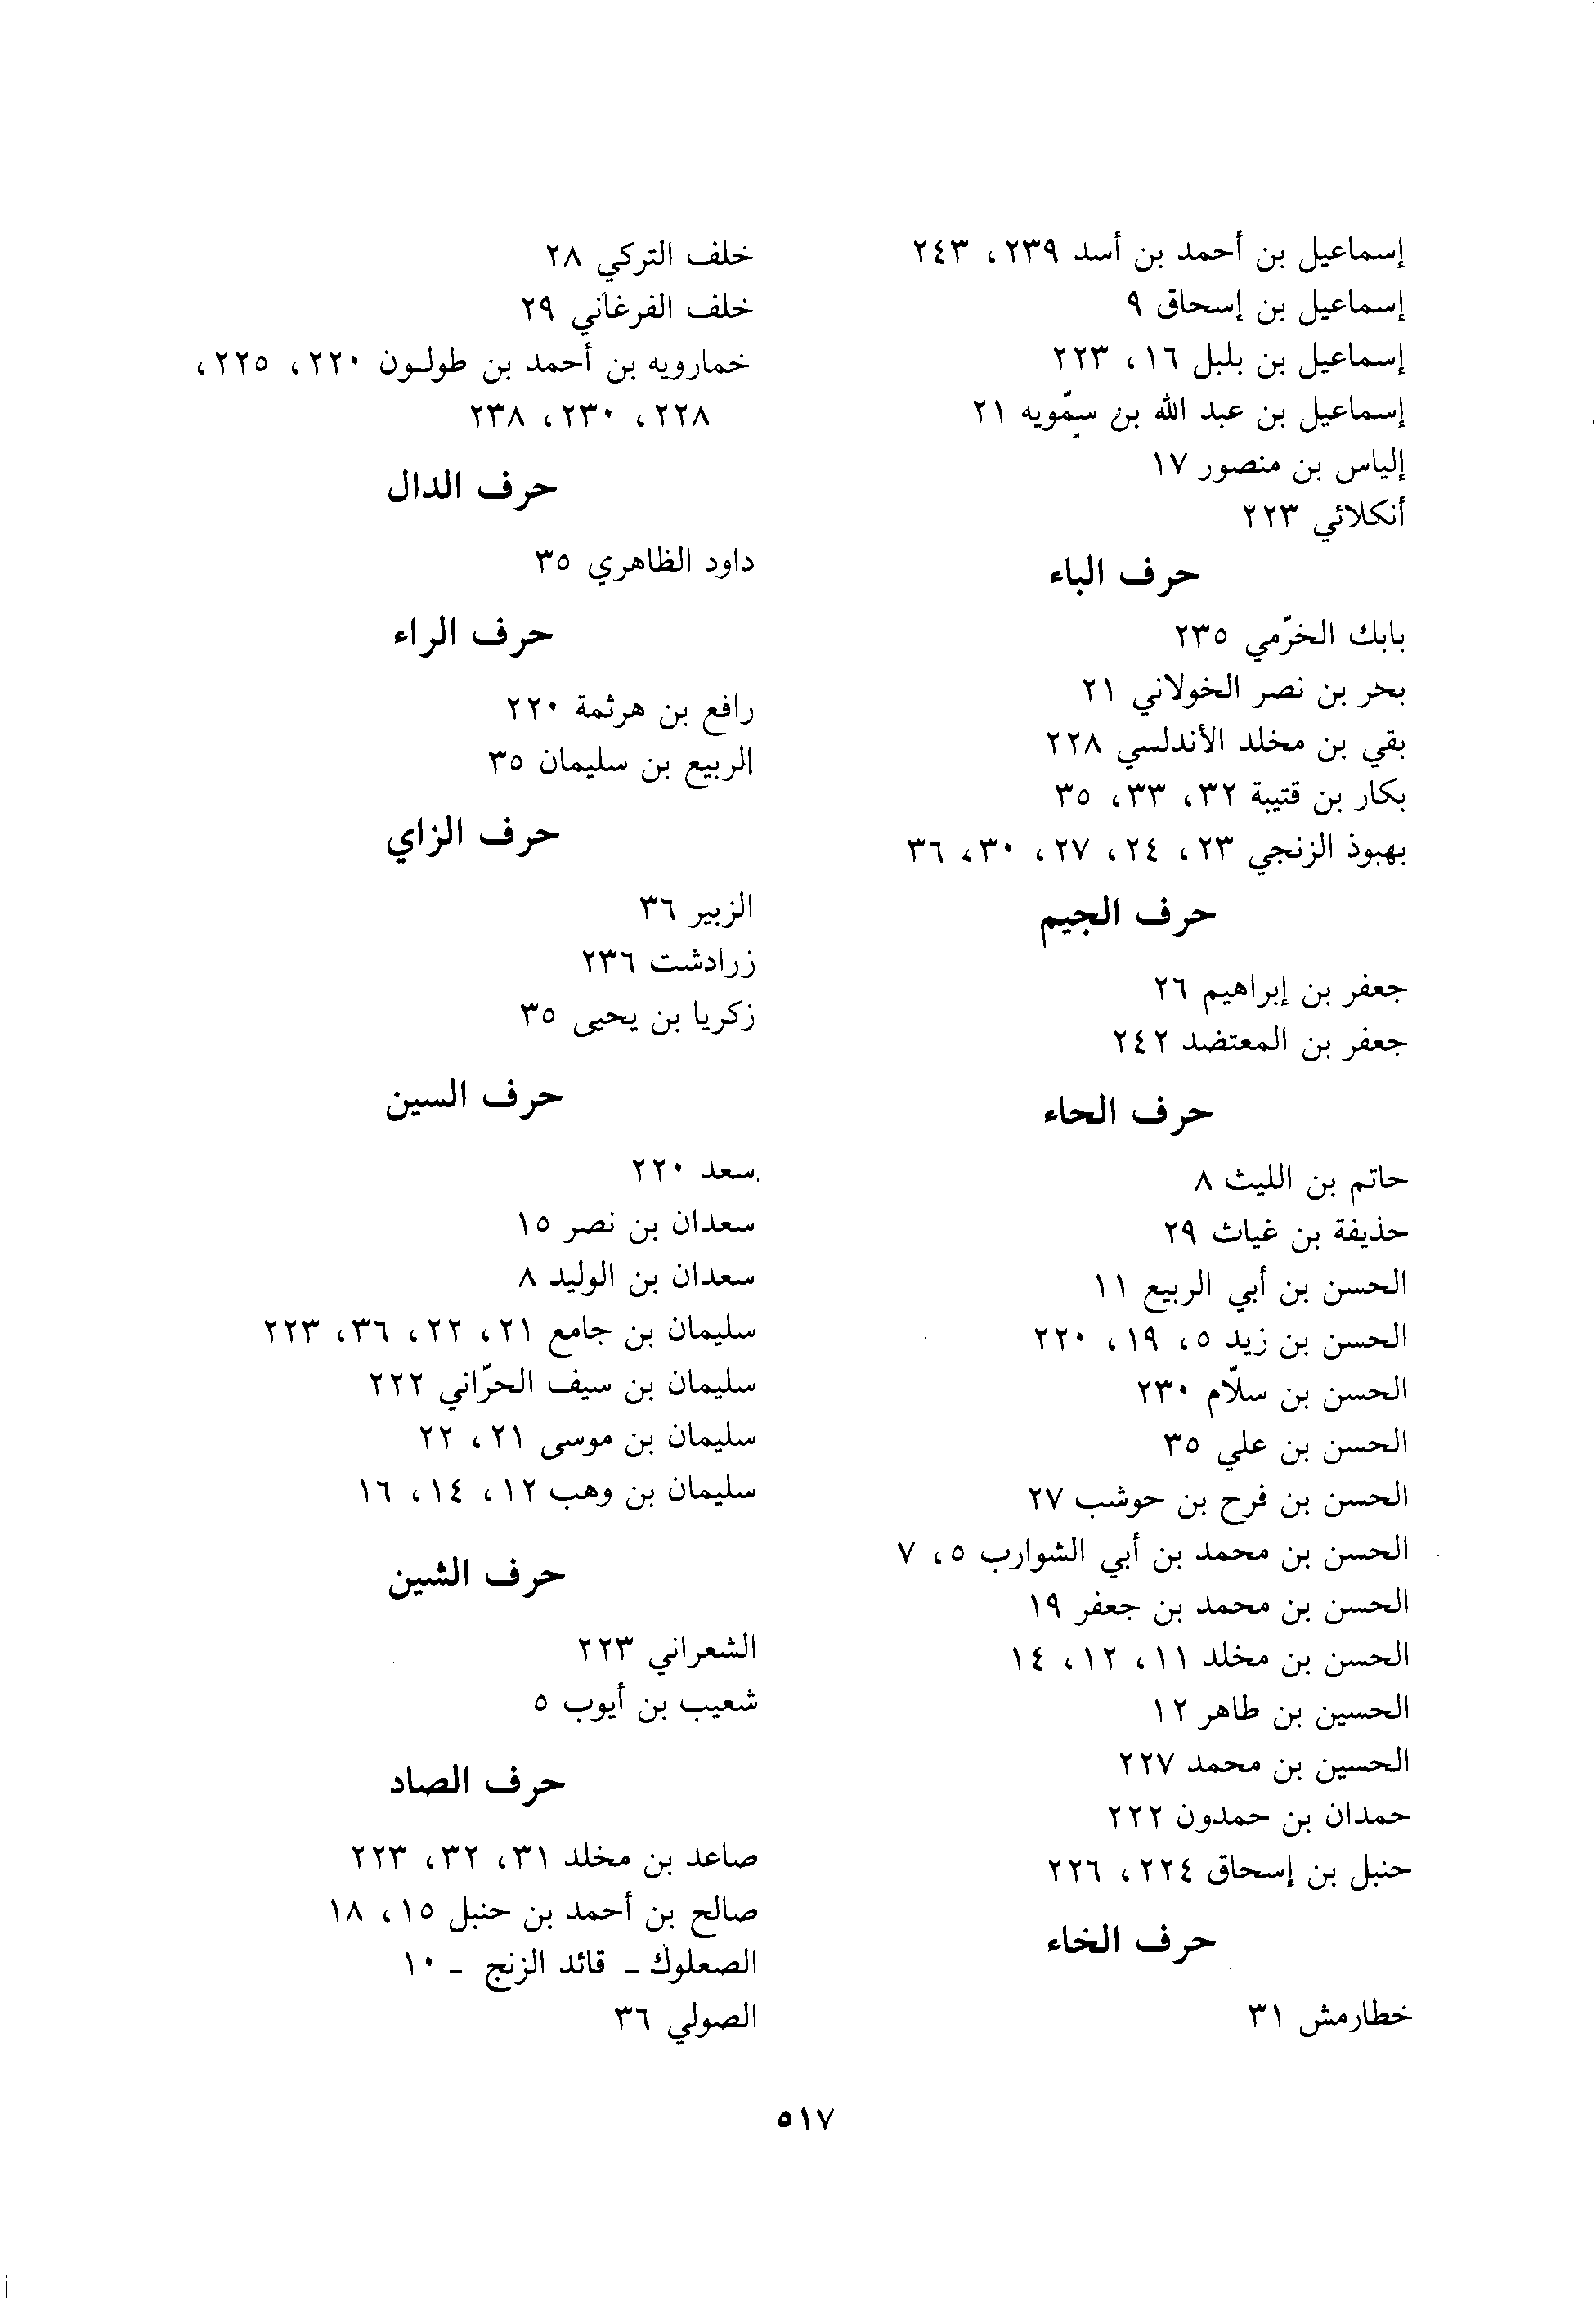 إسماعيل بن أحمد بن أسد ٢٣٩، ٢٤٣
إسماعيل بن إسحاق ٩
إسماعيل بن بلبل ١٦، ٢٢٣
إسماعيل بن عبد الله بن سمّويه ٢١
إلياس بن منصور ١٧
أنكلائي ٢٢٣
حرف الباء
بابك الخرّمي ٢٣٥
بحر بن نصر الخولاني ٢١
بقي بن مخلد الأندلسي ٢٢٨
بكار بن قتيبة ٣٢، ٣٣، ٣٥
بهبوذ الزنجي ٢٣، ٢٤، ٢٧، ٣٠، ٣٦
حرف الجيم
جعفر بن إبراهيم ٢٦
جعفر بن المعتضد ٢٤٢
حرف الحاء
حاتم بن الليث ٨
حذيفة بن غياث ٢٩
الحسن بن أبي الربيع ١١
الحسن بن زيد ٥، ١٩، ٢٢٠
الحسن بن سلّام ٢٣٠
الحسن بن علي ٣٥
الحسن بن فرح بن حوشب ٢٧
الحسن بن محمد بن أبي الشوارب ٥، ٧
الحسن بن محمد بن جعفر ١٩
الحسن بن مخلد ١١، ١٢، ١٤
الحسين بن طاهر ١٢
الحسين بن محمد ٢٢٧
حمدان بن حمدون ٢٢٢
حنبل بن إسحاق ٢٢٤، ٢٢٦
حرف الخاء
خطارمش ٣١
خلف التركي ٢٨
خلف الفرغاني ٢٩
خمارويه بن أحمد بن طولـون ٢٢٠، ٢٢٥،
٢٢٨، ٢٣٠، ٢٣٨
حرف الدال
داود الظاهري ٣٥
حرف الراء
رافع بن هرثمة ٢٢٠
الربيع بن سليمان ٣٥
حرف الزاي
الزبير ٣٦
زرادشت ٢٣٦
زكريا بن يحيى ٣٥
حرف السين
سعد ٢٢٠
سعدان بن نصر ١٥
سعدان بن الوليد ٨
سليمان بن جامع ٢١، ٢٢، ٣٦، ٢٢٣
سليمان بن سيف الحرّاني ٢٢٢
سليمان بن موسى ٢١، ٢٢
سليمان بن وهب ١٢، ١٤، ١٦
حرف الشين
الشعراني ٢٢٣
شعيب بن أيوب ٥
حرف الصاد
صاعد بن مخلد ٣١، ٣٢، ٢٢٣
صالح بن أحمد بن حنبل ١٥، ١٨
الصعلوك ـ قائد الزنج ـ ١٠
الصولي ٣٦
٥١٧